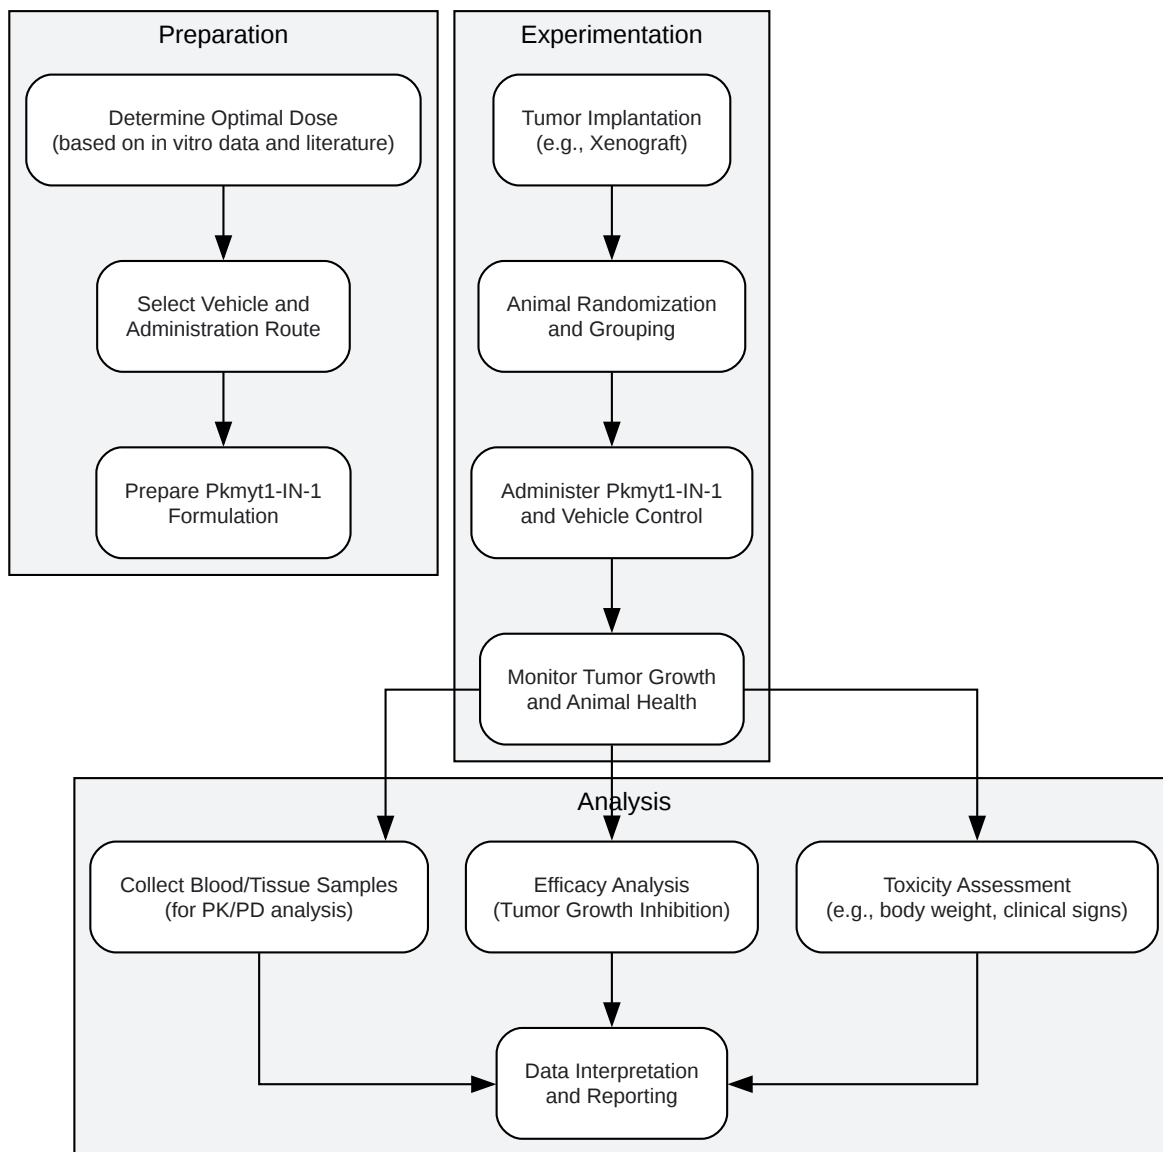 Preparation
Determine Optimal Dose
(based on in vitro data and literature)
Select Vehicle and
Administration Route
Prepare Pkmyt1-IN-1
Formulation
Experimentation
Tumor Implantation
(e.g., Xenograft)
Animal Randomization
and Grouping
Administer Pkmyt1-IN-1
and Vehicle Control
Monitor Tumor Growth
and Animal Health
Analysis
Collect Blood/Tissue Samples
(for PK/PD analysis)
Efficacy Analysis
(Tumor Growth Inhibition)
Toxicity Assessment
(e.g., body weight, clinical signs)
Data Interpretation
and Reporting